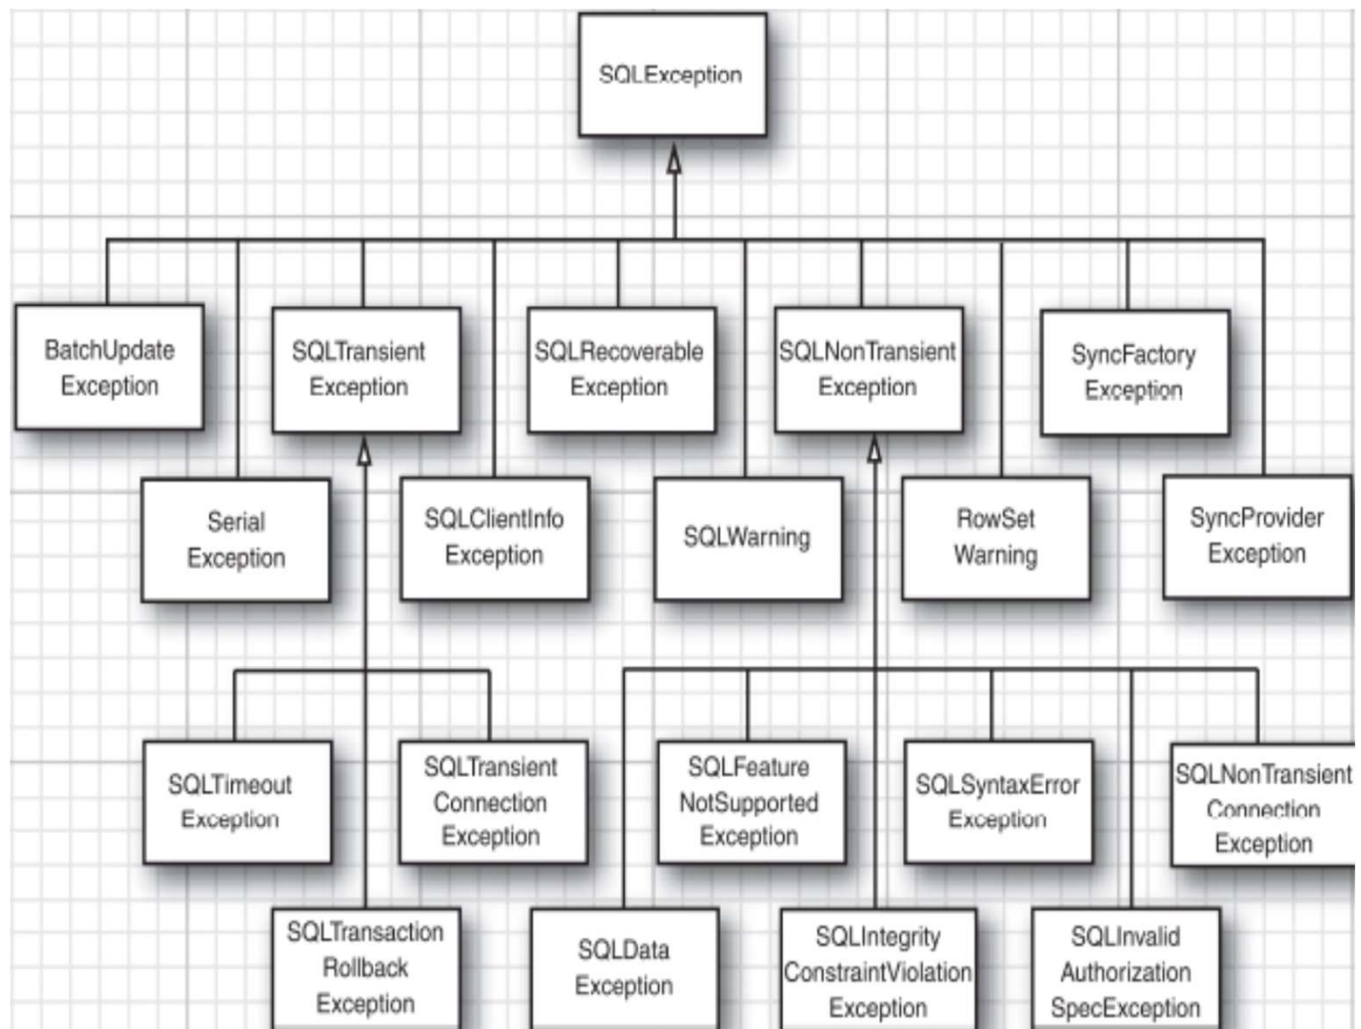 SQLException
BatchUpdate
Exception
SQLTransient
Exception
SQLRecoverable
Exception
SQLNonTransient
Exception
SyncFactory
Exception
Serial
Exception
SQLClientInfo
Exception
SQLWarning
RowSet
Warning
SyncProvider
Exception
SQLTimeout
Exception
SQLTransient
Connection
Exception
SQLFeature
NotSupported
Exception
SQLSyntaxError
Exception
SQLNonTransient
Connection
Exception
SQLTransaction
Rollback
Exception
SQLData
Exception
SQLIntegrity
ConstraintViolation
Exception
SQLInvalid
Authorization
SpecException